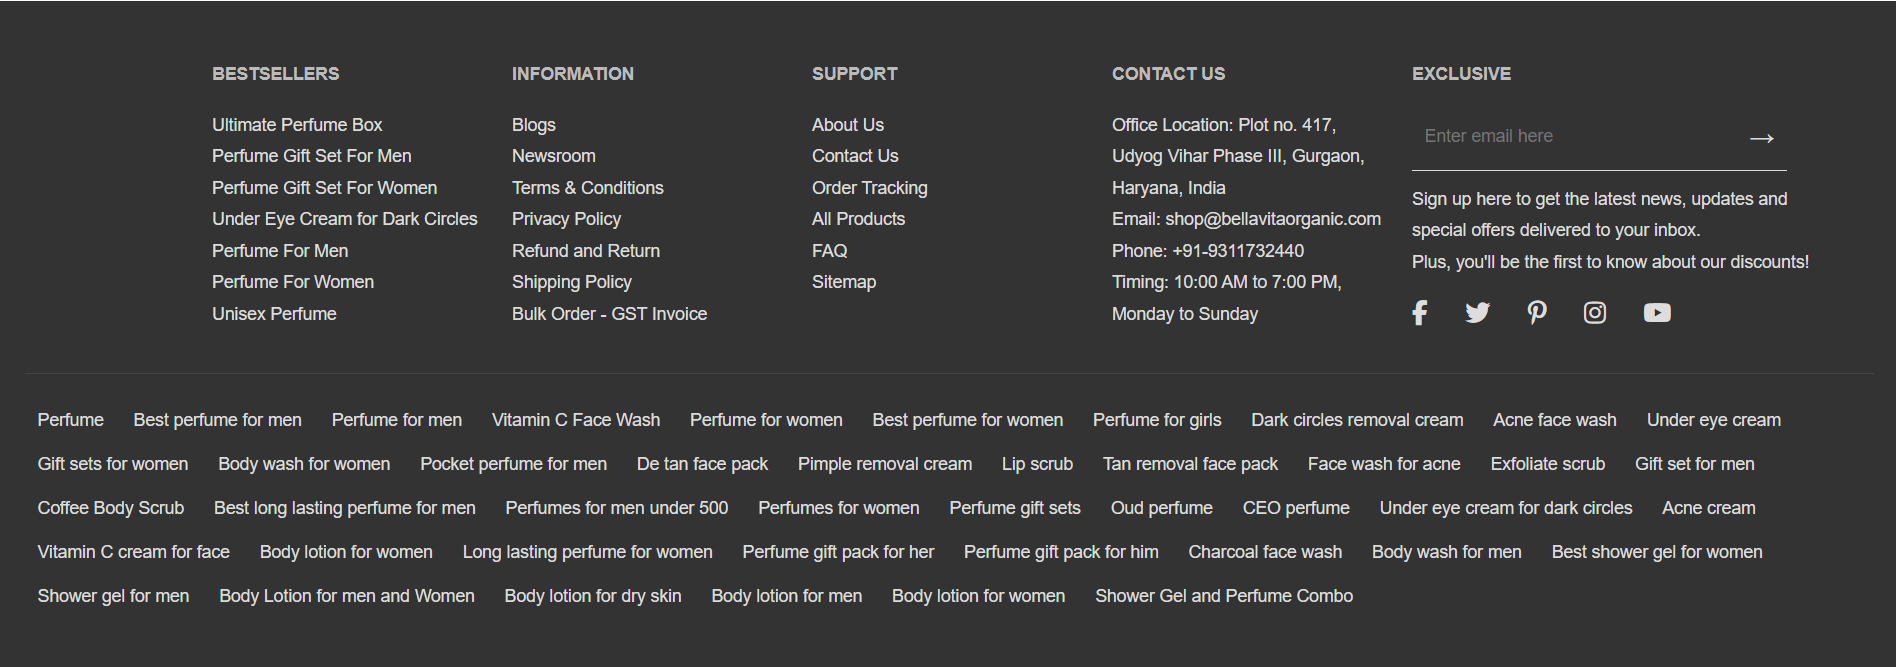 BESTSELLERS
Ultimate Perfume Box
Perfume Gift Set For Men
Perfume Gift Set For Women
Under Eye Cream for Dark Circles
Perfume For Men
Perfume For Women
Unisex Perfume
INFORMATION
Blogs
Newsroom
Terms & Conditions
Privacy Policy
Refund and Return
Shipping Policy
Bulk Order - GST Invoice
SUPPORT
About Us
Contact Us
Order Tracking
All Products
FAQ
Sitemap
CONTACT US
Office Location: Plot no. 417,
Udyog Vihar Phase III, Gurgaon,
Haryana, India
Email: shop@bellavitaorganic.com
Phone: +91-9311732440
Timing: 10:00 AM to 7:00 PM,
Monday to Sunday
EXCLUSIVE
Enter email here
Sign up here to get the latest news, updates and
special offers delivered to your inbox.
Plus, you'll be the first to know about our discounts!
Perfume Best perfume for men Perfume for men Vitamin C Face Wash Perfume for women Best perfume for women Perfume for girls Dark circles removal cream Acne face wash Under eye cream
Gift sets for women Body wash for women Pocket perfume for men De tan face pack Pimple removal cream Lip scrub Tan removal face pack Face wash for acne Exfoliate scrub Gift set for men
Coffee Body Scrub Best long lasting perfume for men Perfumes for men under 500 Perfumes for women Perfume gift sets Oud perfume CEO perfume Under eye cream for dark circles Acne cream
Vitamin C cream for face Body lotion for women Long lasting perfume for women Perfume gift pack for her Perfume gift pack for him Charcoal face wash Body wash for men Best shower gel for women
Shower gel for men Body Lotion for men and Women Body lotion for dry skin Body lotion for men Body lotion for women Shower Gel and Perfume Combo